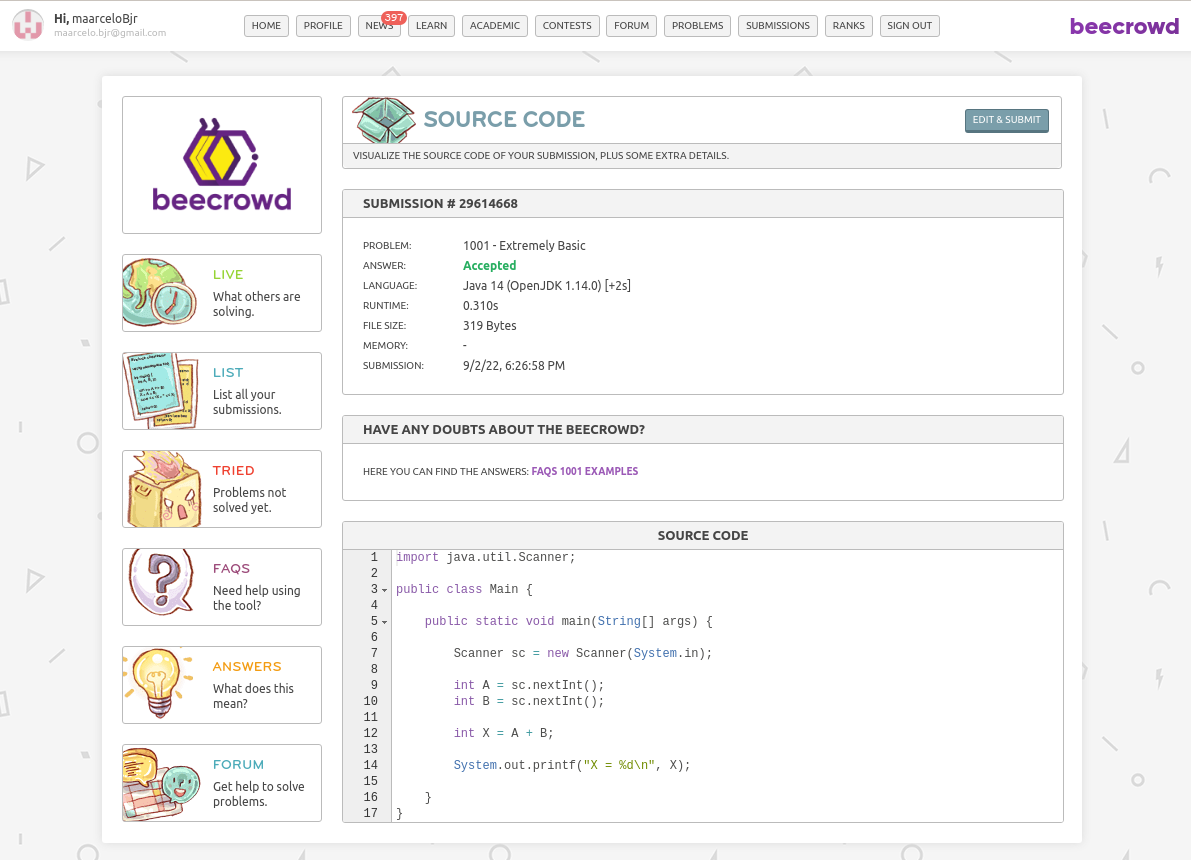 Hi, maarceloBjr
maarcelo.bjr@gmail.com
HOME PROFILE NEWS 397 LEARN ACADEMIC CONTESTS FORUM PROBLEMS SUBMISSIONS RANKS SIGN OUT
beecrowd
beecrowd
LIVE
What others are
solving.
LIST
List all your
submissions.
TRIED
Problems not
solved yet.
FAQS
Need help using
the tool?
ANSWERS
What does this
mean?
FORUM
Get help to solve
problems.
SOURCE CODE
EDIT & SUBMIT
VISUALIZE THE SOURCE CODE OF YOUR SUBMISSION, PLUS SOME EXTRA DETAILS.
SUBMISSION # 29614668
PROBLEM: 1001 - Extremely Basic
ANSWER: Accepted
LANGUAGE: Java 14 (OpenJDK 1.14.0) [+2s]
RUNTIME: 0.310s
FILE SIZE: 319 Bytes
MEMORY: -
SUBMISSION: 9/2/22, 6:26:58 PM
HAVE ANY DOUBTS ABOUT THE BEECROWD?
HERE YOU CAN FIND THE ANSWERS: FAQS 1001 EXAMPLES
SOURCE CODE
1 import java.util.Scanner;
2
3 public class Main {
4
5 public static void main(String[] args) {
6
7 Scanner sc = new Scanner(System.in);
8
9 int A = sc.nextInt();
10 int B = sc.nextInt();
11
12 int X = A + B;
13
14 System.out.printf("X = %d\n", X);
15
16 }
17 }